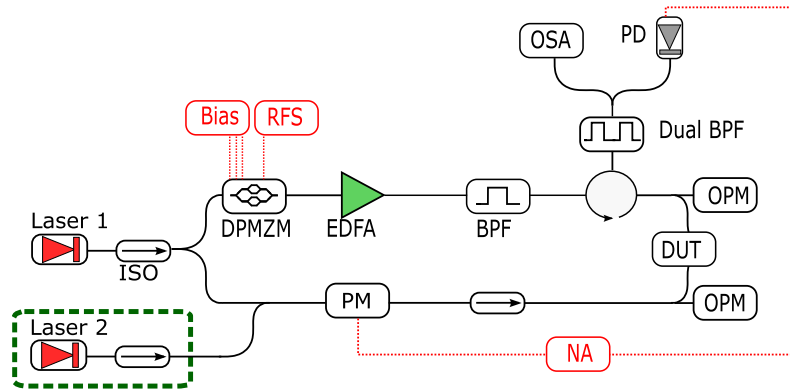 OSA
PD
Bias
RFS
Dual BPF
OPM
Laser 1
DPMZM
EDFA
BPF
DUT
ISO
PM
OPM
Laser 2
NA